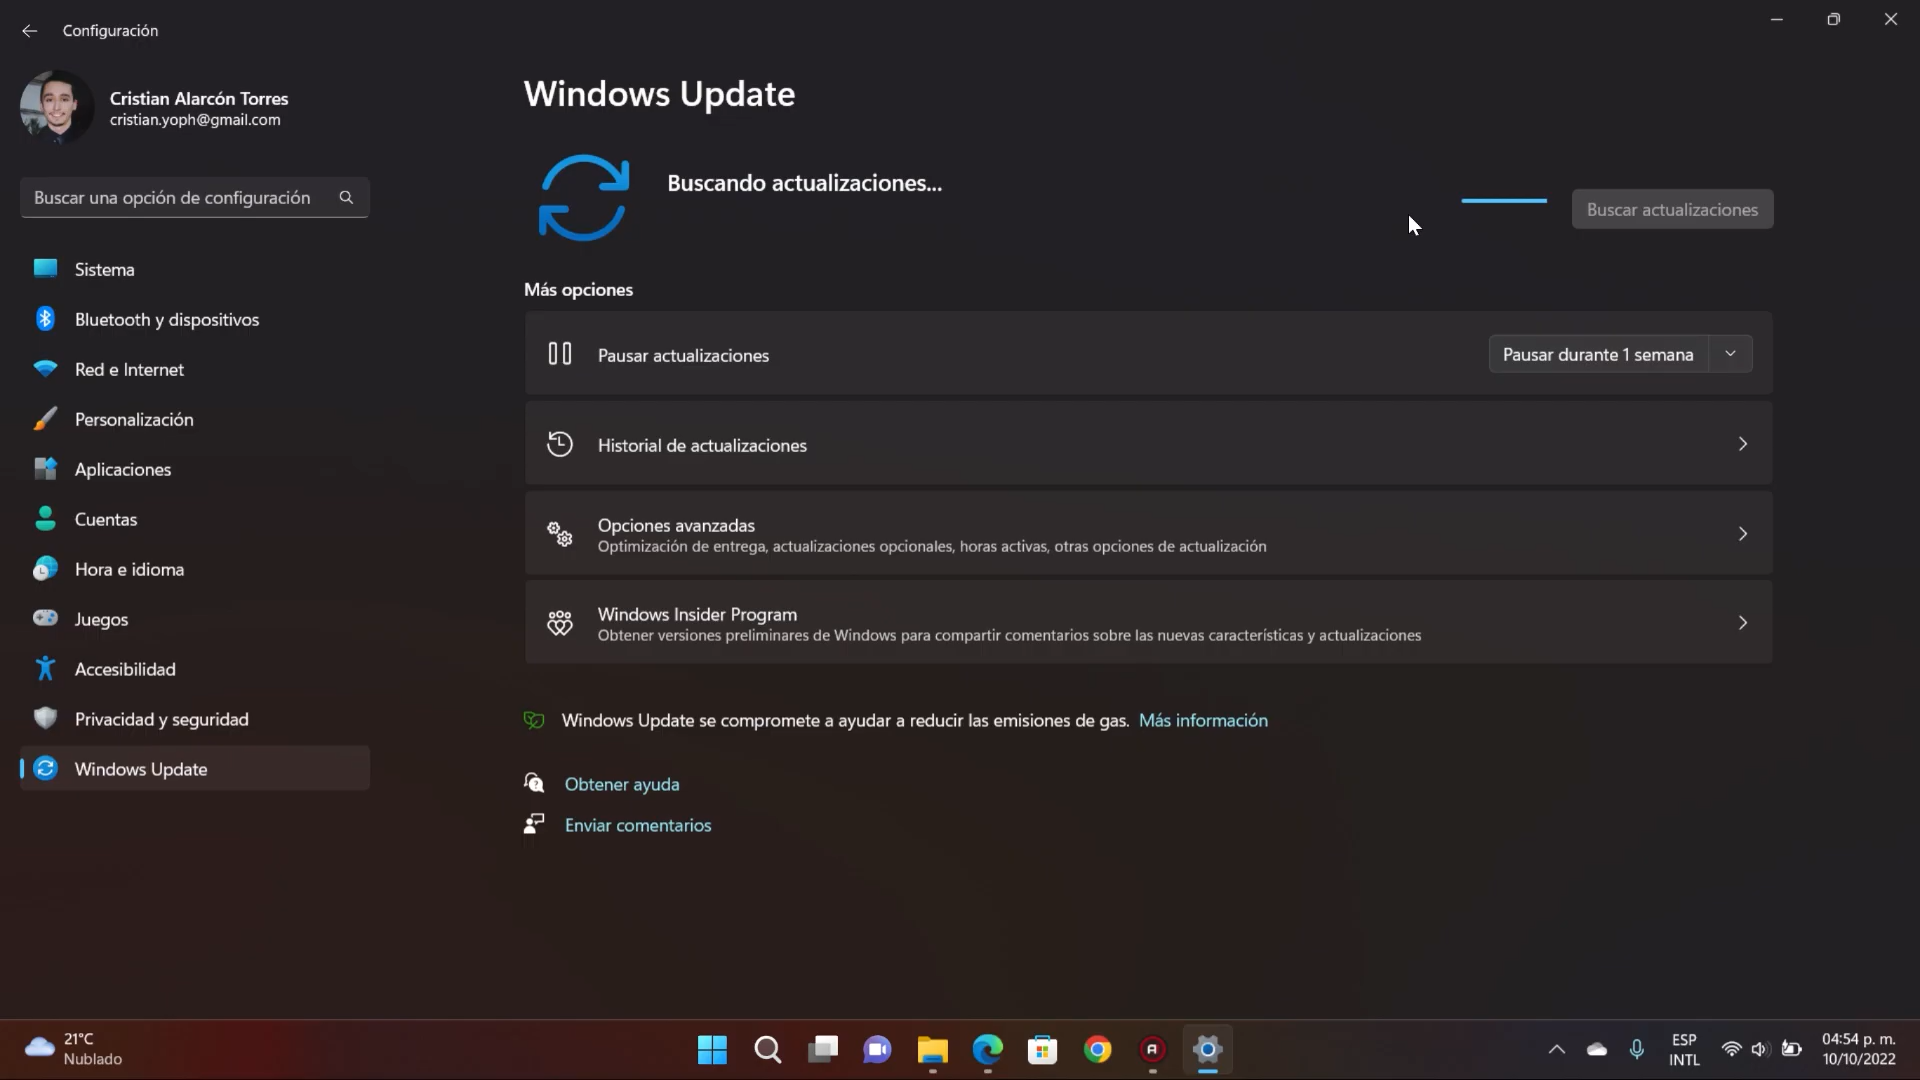 Configuración
Cristian Alarcón Torres
cristian.yoph@gmail.com
Buscar una opción de configuración
Sistema
Bluetooth y dispositivos
Red e Internet
Personalización
Aplicaciones
Cuentas
Hora e idioma
Juegos
Accesibilidad
Privacidad y seguridad
Windows Update
Windows Update
Buscando actualizaciones...
Buscar actualizaciones
Más opciones
Pausar actualizaciones
Pausar durante 1 semana
Historial de actualizaciones
Opciones avanzadas
Optimización de entrega, actualizaciones opcionales, horas activas, otras opciones de actualización
Windows Insider Program
Obtener versiones preliminares de Windows para compartir comentarios sobre las nuevas características y actualizaciones
Windows Update se compromete a ayudar a reducir las emisiones de gas. Más información
Obtener ayuda
Enviar comentarios
21°C
Nublado
ESP
INTL
04:54 p. m.
10/10/2022